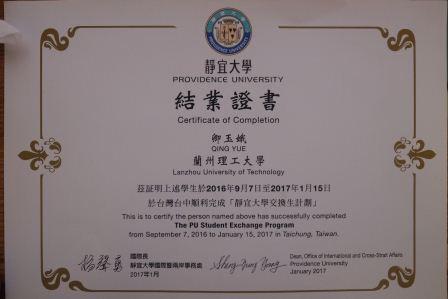 靜宜大學
PROVIDENCE UNIVERSITY
結業證書
Certificate of Completion
卿玉娥
QING YUE
蘭州理工大學
Lanzhou University of Technology
茲証明上述學生於2016年9月7日至2017年1月15日
於台灣台中順利完成「靜宜大學交換生計劃」
This is to certify the person named above has successfully completed
The PU Student Exchange Program
from September 7, 2016 to January 15, 2017 in Taichung, Taiwan.
國際長
靜宜大學國際暨兩岸事務處
2017年1月
Dean, Office of International and Cross-Strait Affairs
Providence University
January 2017